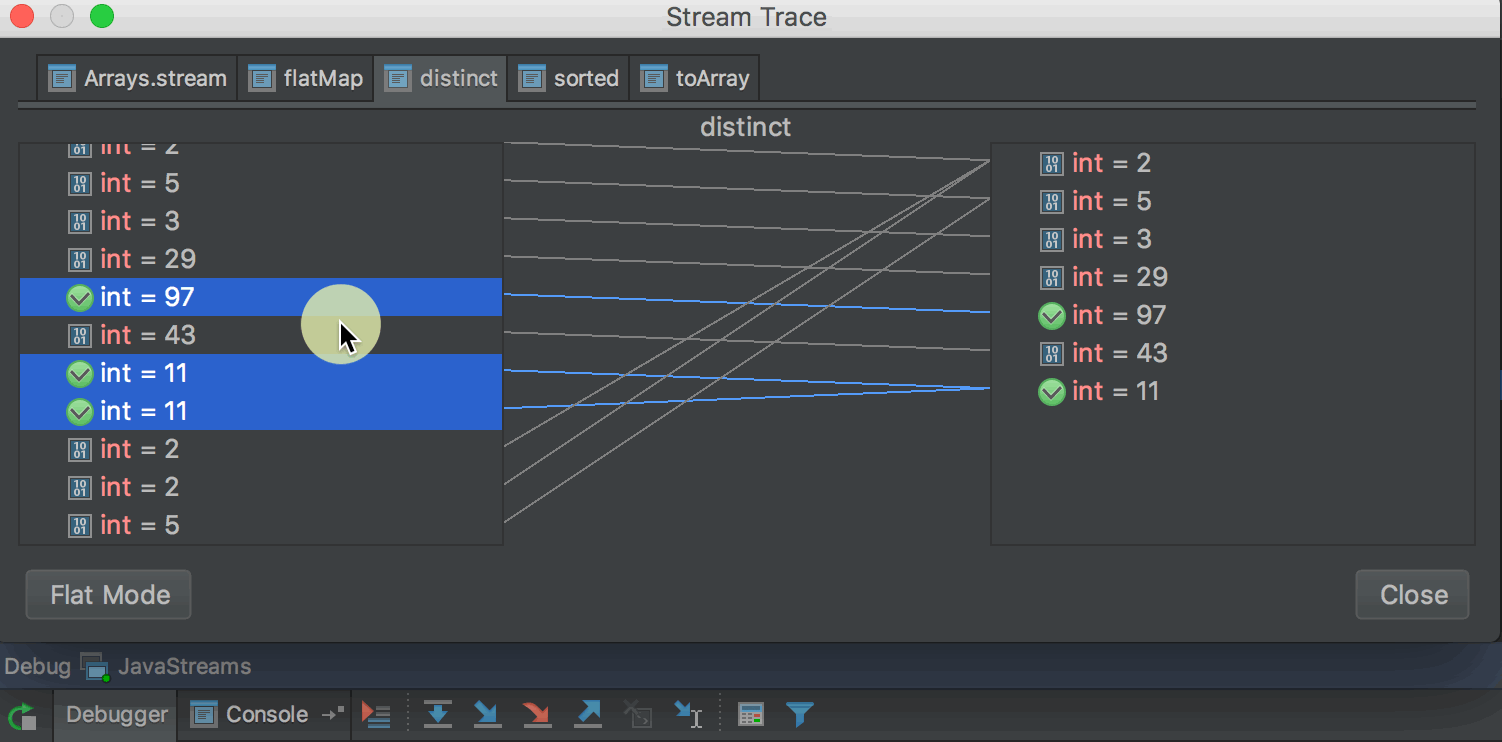 Stream Trace
Arrays.stream flatMap distinct sorted toArray
distinct
int = 2
int = 5
int = 3
int = 29
int = 97
int = 43
int = 11
int = 11
int = 2
int = 2
int = 5
int = 2
int = 5
int = 3
int = 29
int = 97
int = 43
int = 11
Flat Mode
Close
Debug JavaStreams
Debugger Console